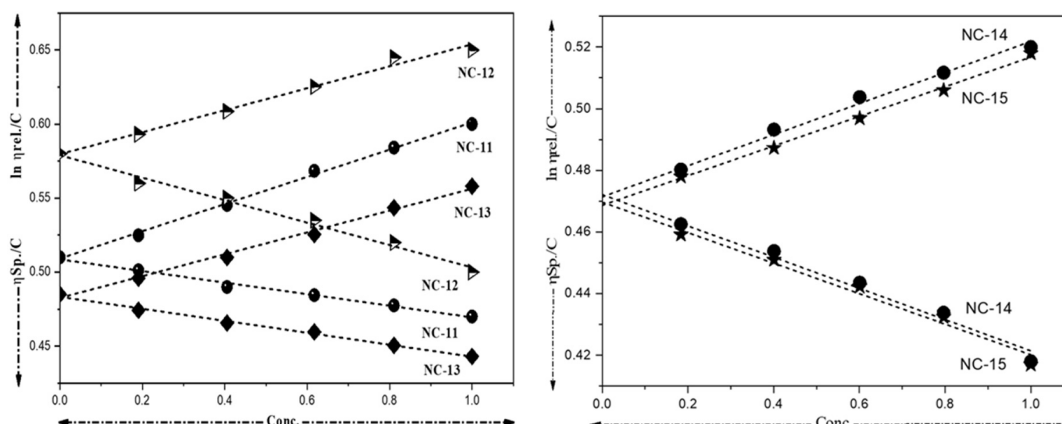 ln ηrel./C
ηSp./C
0.65
0.60
0.55
0.50
0.45
NC-12
NC-11
NC-13
NC-12
NC-11
NC-13
0.0 0.2 0.4 0.6 0.8 1.0
Conc.
ln ηrel./C
ηSp./C
0.52
0.50
0.48
0.46
0.44
0.42
NC-14
NC-15
NC-14
NC-15
0.0 0.2 0.4 0.6 0.8 1.0
Conc.